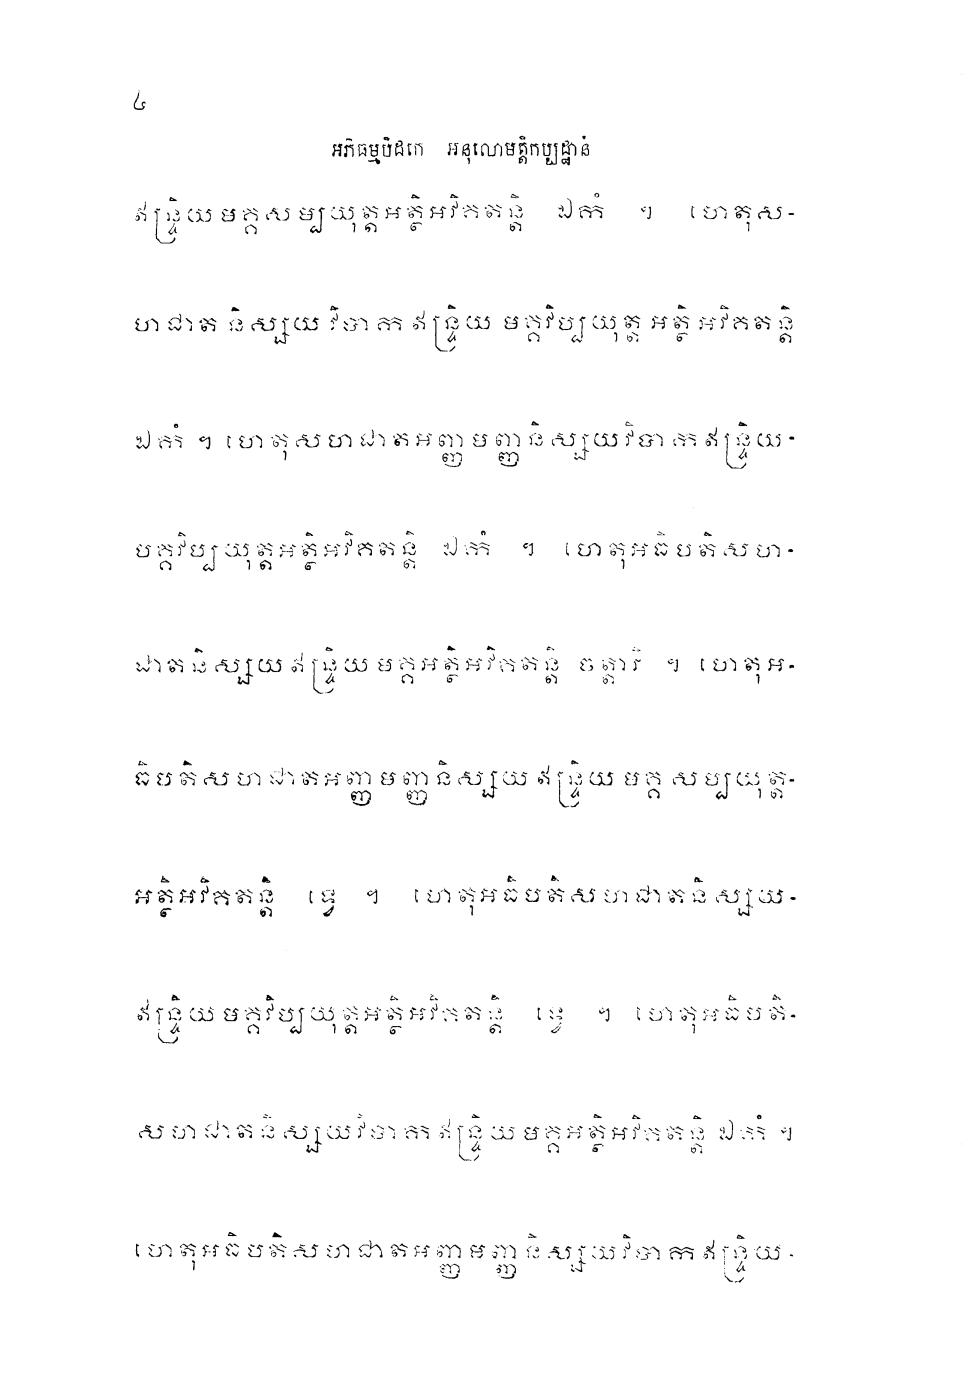 ៤
អភិធម្មបិដកេ អនុលោមត្តិកប្បដ្ឋានំ
ឥន្ទ្រិយមគ្គសម្បយុត្តអត្ថិអវិគតន្តិ ឯកំ ។ ហេតុស-
ហជាតនិស្សយវិបាកឥន្ទ្រិយមគ្គវិប្បយុត្តអត្ថិអវិគតន្តិ
ឯកំ ។ ហេតុសហជាតអញ្ញមញ្ញនិស្សយវិបាកឥន្ទ្រិយ-
មគ្គវិប្បយុត្តអត្ថិអវិគតន្តិ ឯកំ ។ ហេតុអធិបតិសហ-
ជាតនិស្សយឥន្ទ្រិយមគ្គអត្ថិអវិគតន្តិ ចត្តារិ ។ ហេតុអ-
ធិបតិសហជាតអញ្ញមញ្ញនិស្សយឥន្ទ្រិយមគ្គសម្បយុត្ត-
អត្ថិអវិគតន្តិ ទ្វេ ។ ហេតុអធិបតិសហជាតនិស្សយ-
ឥន្ទ្រិយមគ្គវិប្បយុត្តអត្ថិអវិគតន្តិ ទ្វេ ។ ហេតុអធិបតិ-
សហជាតនិស្សយវិបាកឥន្ទ្រិយមគ្គអត្ថិអវិគតន្តិ ឯកំ ។
ហេតុអធិបតិសហជាតអញ្ញមញ្ញនិស្សយវិបាកឥន្ទ្រិយ-